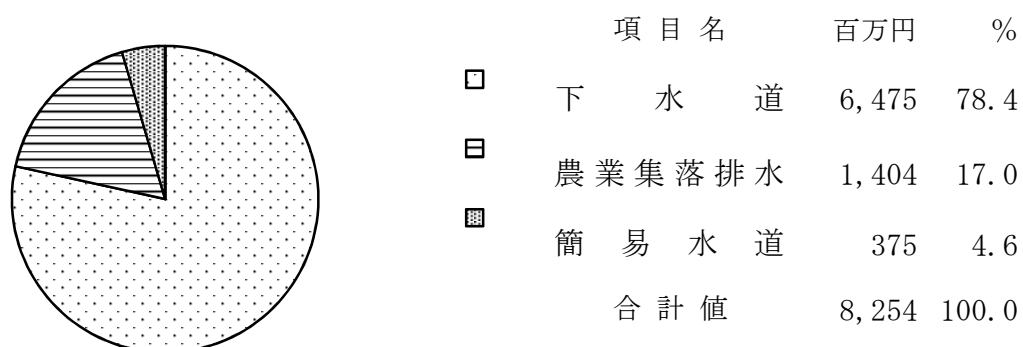 項目名 百万円 %
下水道 6,475 78.4
農業集落排水 1,404 17.0
簡易水道 375 4.6
合計値 8,254 100.0